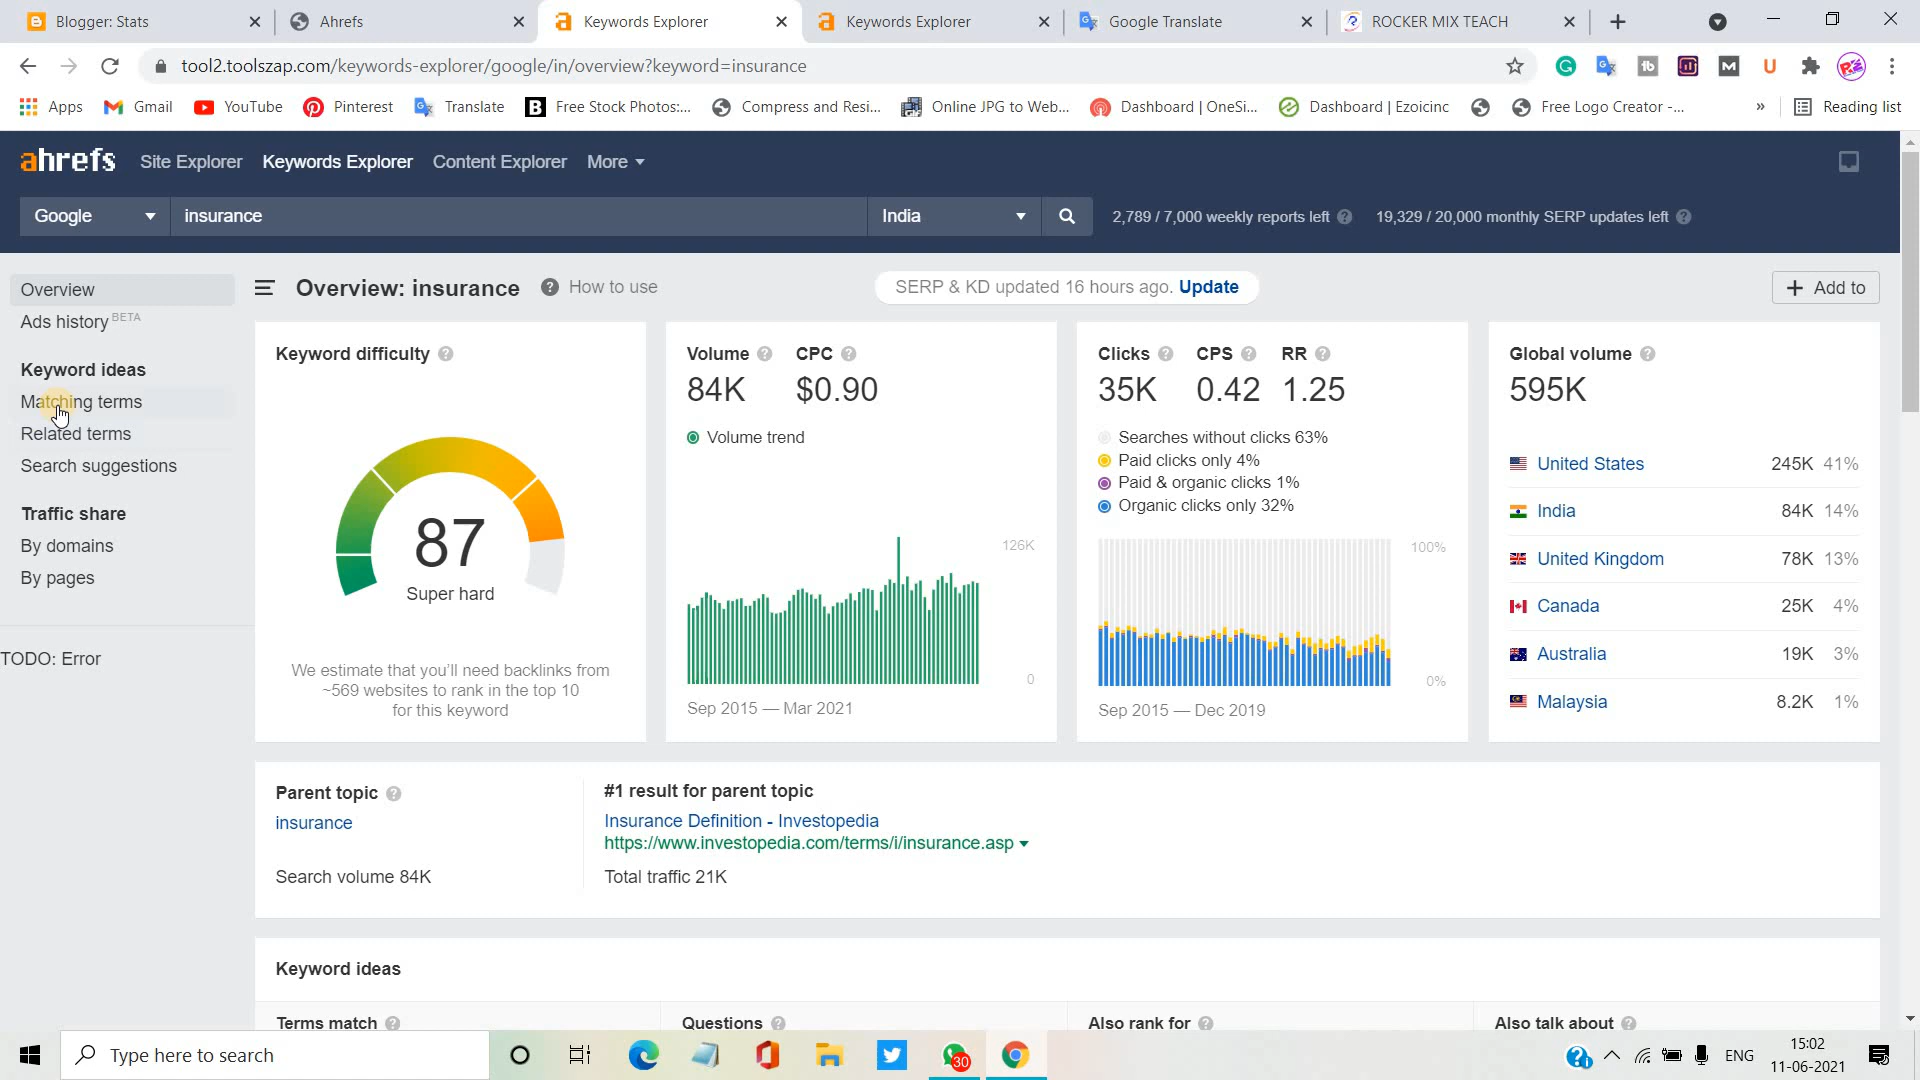 Blogger: Stats
Ahrefs
Keywords Explorer
Keywords Explorer
Google Translate
ROCKER MIX TEACH
tool2.toolszap.com/keywords-explorer/google/in/overview?keyword=insurance
Apps
Gmail
YouTube
Pinterest
Translate
Free Stock Photos:...
Compress and Resi...
Online JPG to Web...
Dashboard | OneSi...
Dashboard | Ezoicinc
Free Logo Creator -...
»
Reading list
ahrefs
Site Explorer
Keywords Explorer
Content Explorer
More
Google
insurance
India
2,789 / 7,000 weekly reports left
19,329 / 20,000 monthly SERP updates left
Overview
Ads history BETA
Keyword ideas
Matching terms
Related terms
Search suggestions
Traffic share
By domains
By pages
TODO: Error
Overview: insurance
How to use
SERP & KD updated 16 hours ago. Update
+ Add to
Keyword difficulty
87
Super hard
We estimate that you'll need backlinks from
~569 websites to rank in the top 10
for this keyword
Volume
CPC
84K
$0.90
Volume trend
126K
0
Sep 2015 — Mar 2021
Clicks
CPS
RR
35K
0.42
1.25
Searches without clicks 63%
Paid clicks only 4%
Paid & organic clicks 1%
Organic clicks only 32%
100%
0%
Sep 2015 — Dec 2019
Global volume
595K
United States 245K 41%
India 84K 14%
United Kingdom 78K 13%
Canada 25K 4%
Australia 19K 3%
Malaysia 8.2K 1%
Parent topic
insurance
Search volume 84K
#1 result for parent topic
Insurance Definition - Investopedia
https://www.investopedia.com/terms/i/insurance.asp
Total traffic 21K
Keyword ideas
Terms match
Questions
Also rank for
Also talk about
Type here to search
30
ENG
15:02
11-06-2021